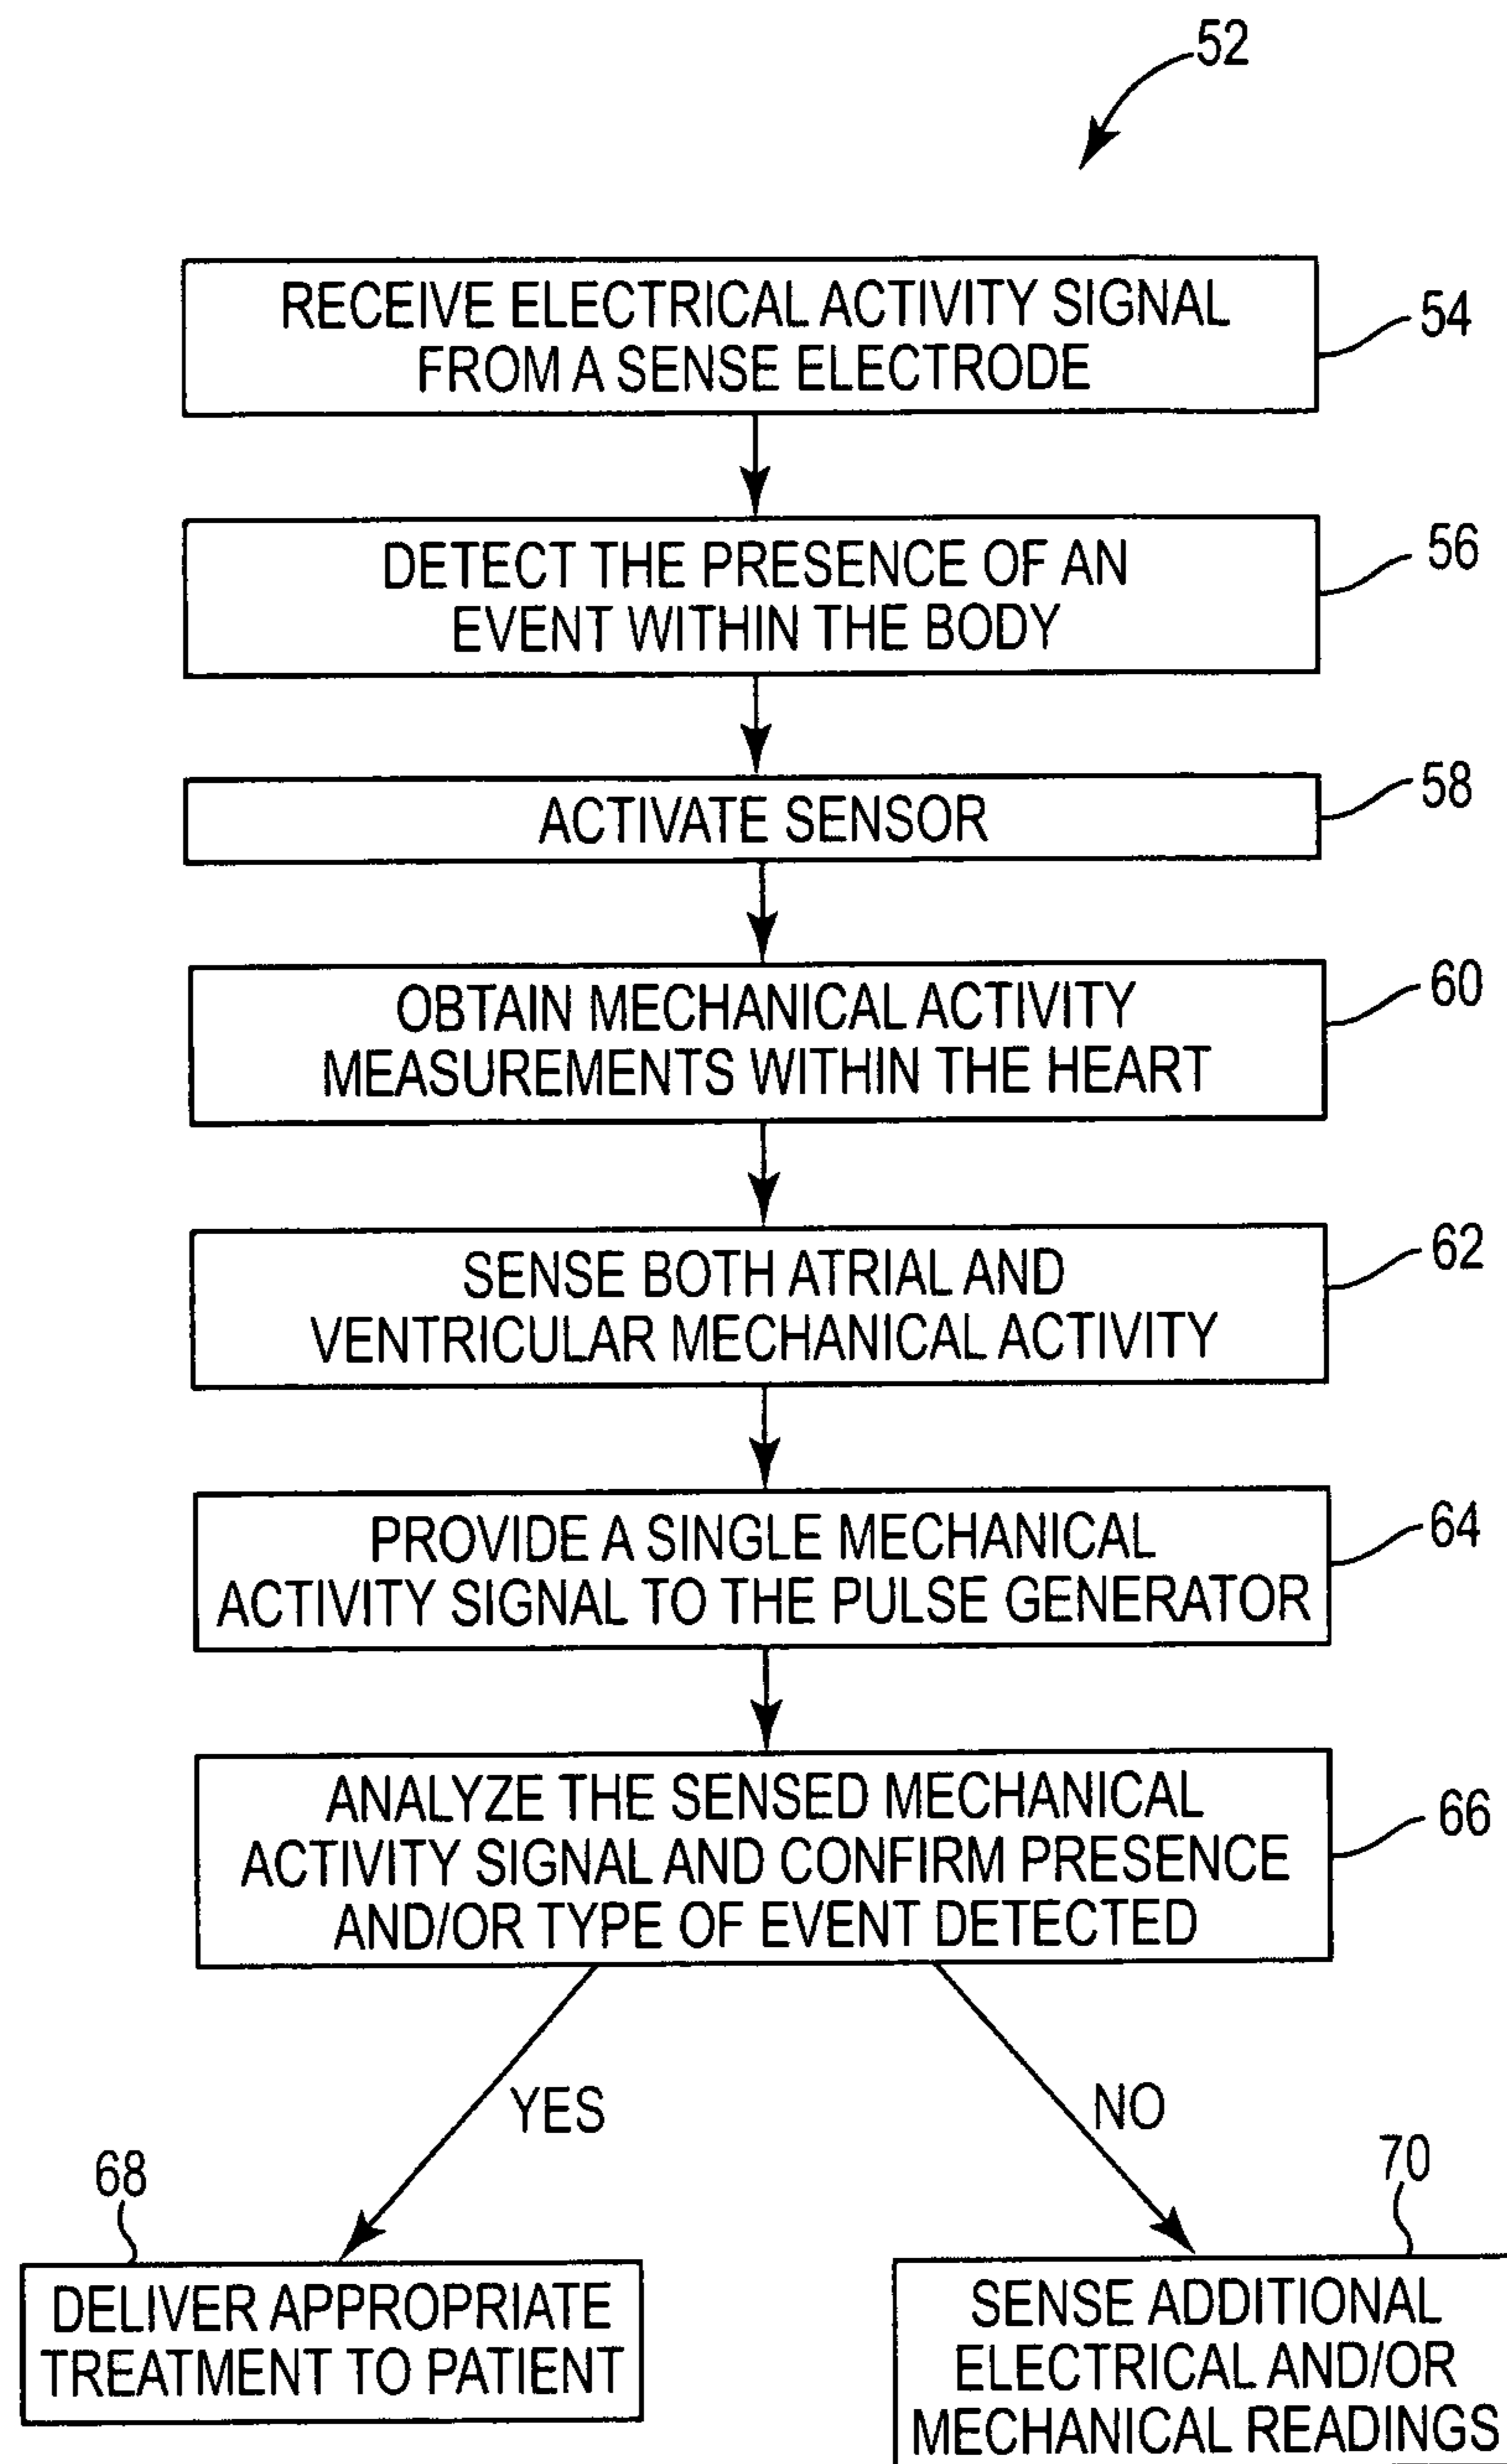 52
RECEIVE ELECTRICAL ACTIVITY SIGNAL
FROM A SENSE ELECTRODE
54
DETECT THE PRESENCE OF AN
EVENT WITHIN THE BODY
56
ACTIVATE SENSOR
58
OBTAIN MECHANICAL ACTIVITY
MEASUREMENTS WITHIN THE HEART
60
SENSE BOTH ATRIAL AND
VENTRICULAR MECHANICAL ACTIVITY
62
PROVIDE A SINGLE MECHANICAL
ACTIVITY SIGNAL TO THE PULSE GENERATOR
64
ANALYZE THE SENSED MECHANICAL
ACTIVITY SIGNAL AND CONFIRM PRESENCE
AND/OR TYPE OF EVENT DETECTED
66
YES
NO
68
DELIVER APPROPRIATE
TREATMENT TO PATIENT
70
SENSE ADDITIONAL
ELECTRICAL AND/OR
MECHANICAL READINGS